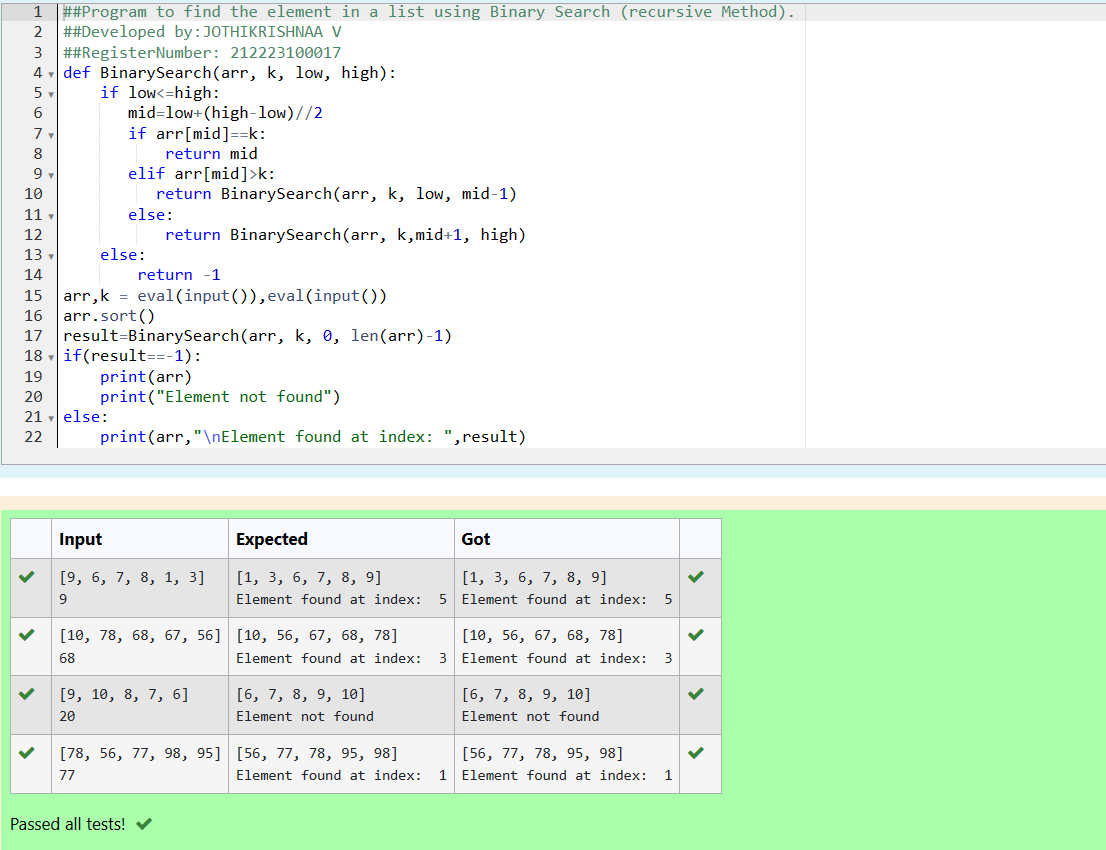 1 ##Program to find the element in a list using Binary Search (recursive Method).
2 ##Developed by:JOTHIKRISHNAA V
3 ##RegisterNumber: 212223100017
4 def BinarySearch(arr, k, low, high):
5     if low<=high:
6        mid=low+(high-low)//2
7        if arr[mid]==k:
8            return mid
9        elif arr[mid]>k:
10           return BinarySearch(arr, k, low, mid-1)
11        else:
12            return BinarySearch(arr, k,mid+1, high)
13     else:
14         return -1
15 arr,k = eval(input()),eval(input())
16 arr.sort()
17 result=BinarySearch(arr, k, 0, len(arr)-1)
18 if(result==-1):
19     print(arr)
20     print("Element not found")
21 else:
22     print(arr,"\nElement found at index: ",result)
Input Expected Got
[9, 6, 7, 8, 1, 3] [1, 3, 6, 7, 8, 9] [1, 3, 6, 7, 8, 9]
9 Element found at index:  5 Element found at index:  5
[10, 78, 68, 67, 56] [10, 56, 67, 68, 78] [10, 56, 67, 68, 78]
68 Element found at index:  3 Element found at index:  3
[9, 10, 8, 7, 6] [6, 7, 8, 9, 10] [6, 7, 8, 9, 10]
20 Element not found Element not found
[78, 56, 77, 98, 95] [56, 77, 78, 95, 98] [56, 77, 78, 95, 98]
77 Element found at index:  1 Element found at index:  1
Passed all tests!